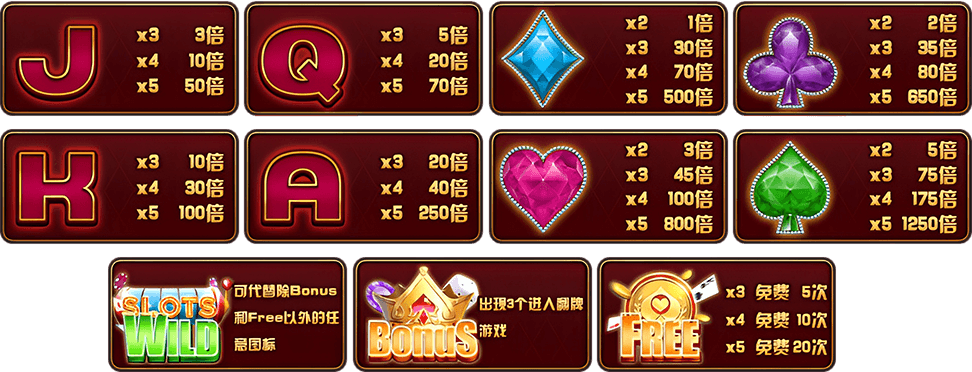 J
x3 3倍
x4 10倍
x5 50倍
Q
x3 5倍
x4 20倍
x5 70倍
x2 1倍
x3 30倍
x4 70倍
x5 500倍
x2 2倍
x3 35倍
x4 80倍
x5 650倍
K
x3 10倍
x4 30倍
x5 100倍
A
x3 20倍
x4 40倍
x5 250倍
x2 3倍
x3 45倍
x4 100倍
x5 800倍
x2 5倍
x3 75倍
x4 175倍
x5 1250倍
SLOTS
WILD
可代替除Bonus
和Free以外的任
意图标
Bonus
出现3个进入翻牌
游戏
FREE
x3 免费 5次
x4 免费 10次
x5 免费 20次